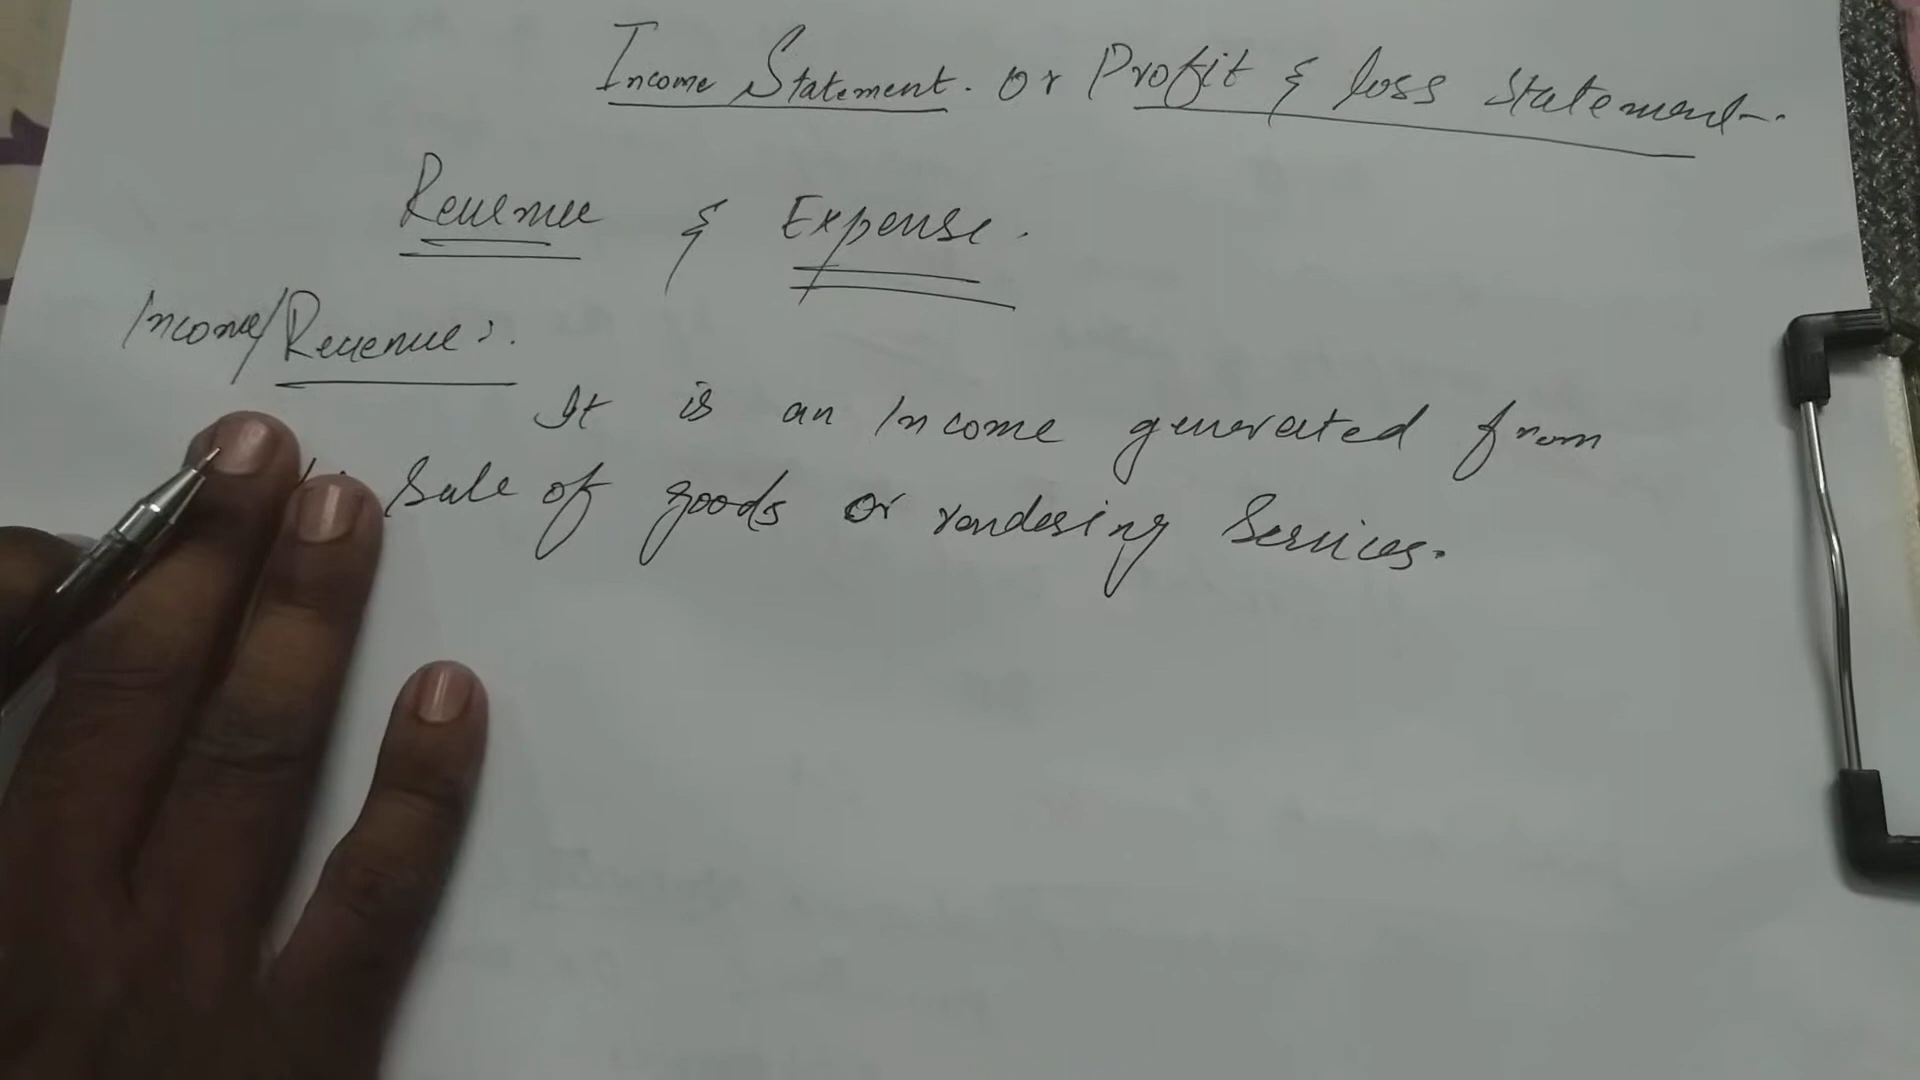 Income Statement. or Profit & loss Statement.
Revenue & Expense.
Income/Revenue:.
It is an Income generated from
Sale of goods or rendering Services.